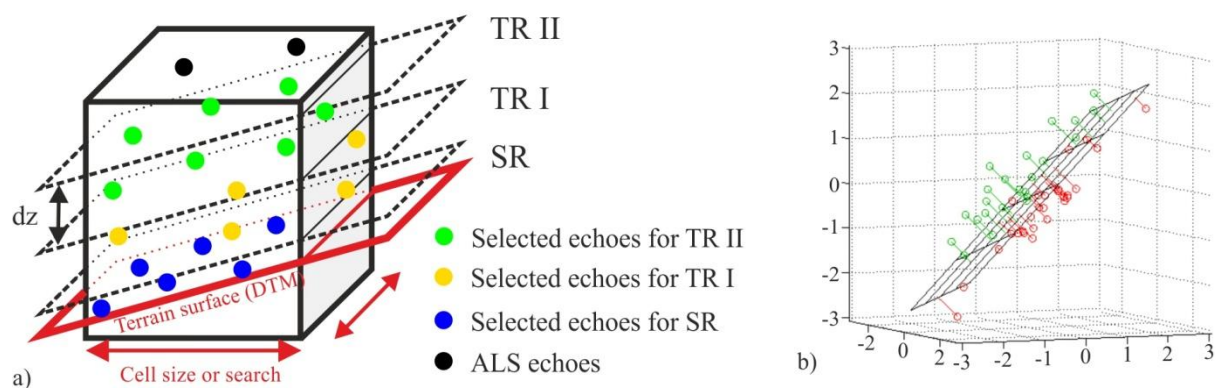 TR II
TR I
SR
dz
Terrain surface (DTM)
Selected echoes for TR II
Selected echoes for TR I
Selected echoes for SR
ALS echoes
Cell size or search
a)
3
2
1
0
-1
-2
-3
-2
0
2
-3
-2
-1
0
1
2
3
b)